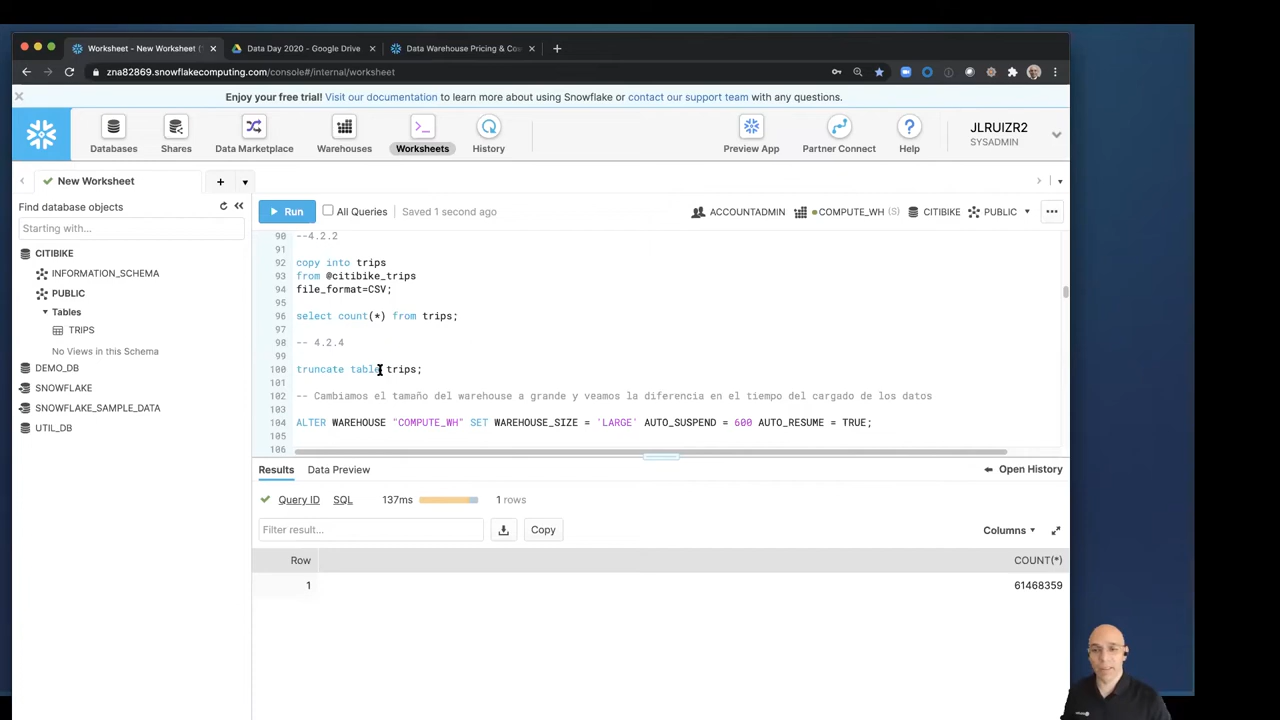 Worksheet - New Worksheet (
Data Day 2020 - Google Drive
Data Warehouse Pricing & Co
zna82869.snowflakecomputing.com/console#/internal/worksheet
Enjoy your free trial! Visit our documentation to learn more about using Snowflake or contact our support team with any questions.
Databases
Shares
Data Marketplace
Warehouses
Worksheets
History
Preview App
Partner Connect
Help
JLRUIZR2
SYSADMIN
New Worksheet
Find database objects
Starting with...
CITIBIKE
INFORMATION_SCHEMA
PUBLIC
Tables
TRIPS
No Views in this Schema
DEMO_DB
SNOWFLAKE
SNOWFLAKE_SAMPLE_DATA
UTIL_DB
Run
All Queries
Saved 1 second ago
ACCOUNTADMIN
COMPUTE_WH (S)
CITIBIKE
PUBLIC
90 --4.2.2
91
92 copy into trips
93 from @citibike_trips
94 file_format=CSV;
95
96 select count(*) from trips;
97
98 -- 4.2.4
99
100 truncate table trips;
101
102 -- Cambiamos el tamaño del warehouse a grande y veamos la diferencia en el tiempo del cargado de los datos
103
104 ALTER WAREHOUSE "COMPUTE_WH" SET WAREHOUSE_SIZE = 'LARGE' AUTO_SUSPEND = 600 AUTO_RESUME = TRUE;
105
106
Results
Data Preview
Open History
Query ID
SQL
137ms
1 rows
Filter result...
Copy
Columns
Row
COUNT(*)
1
61468359